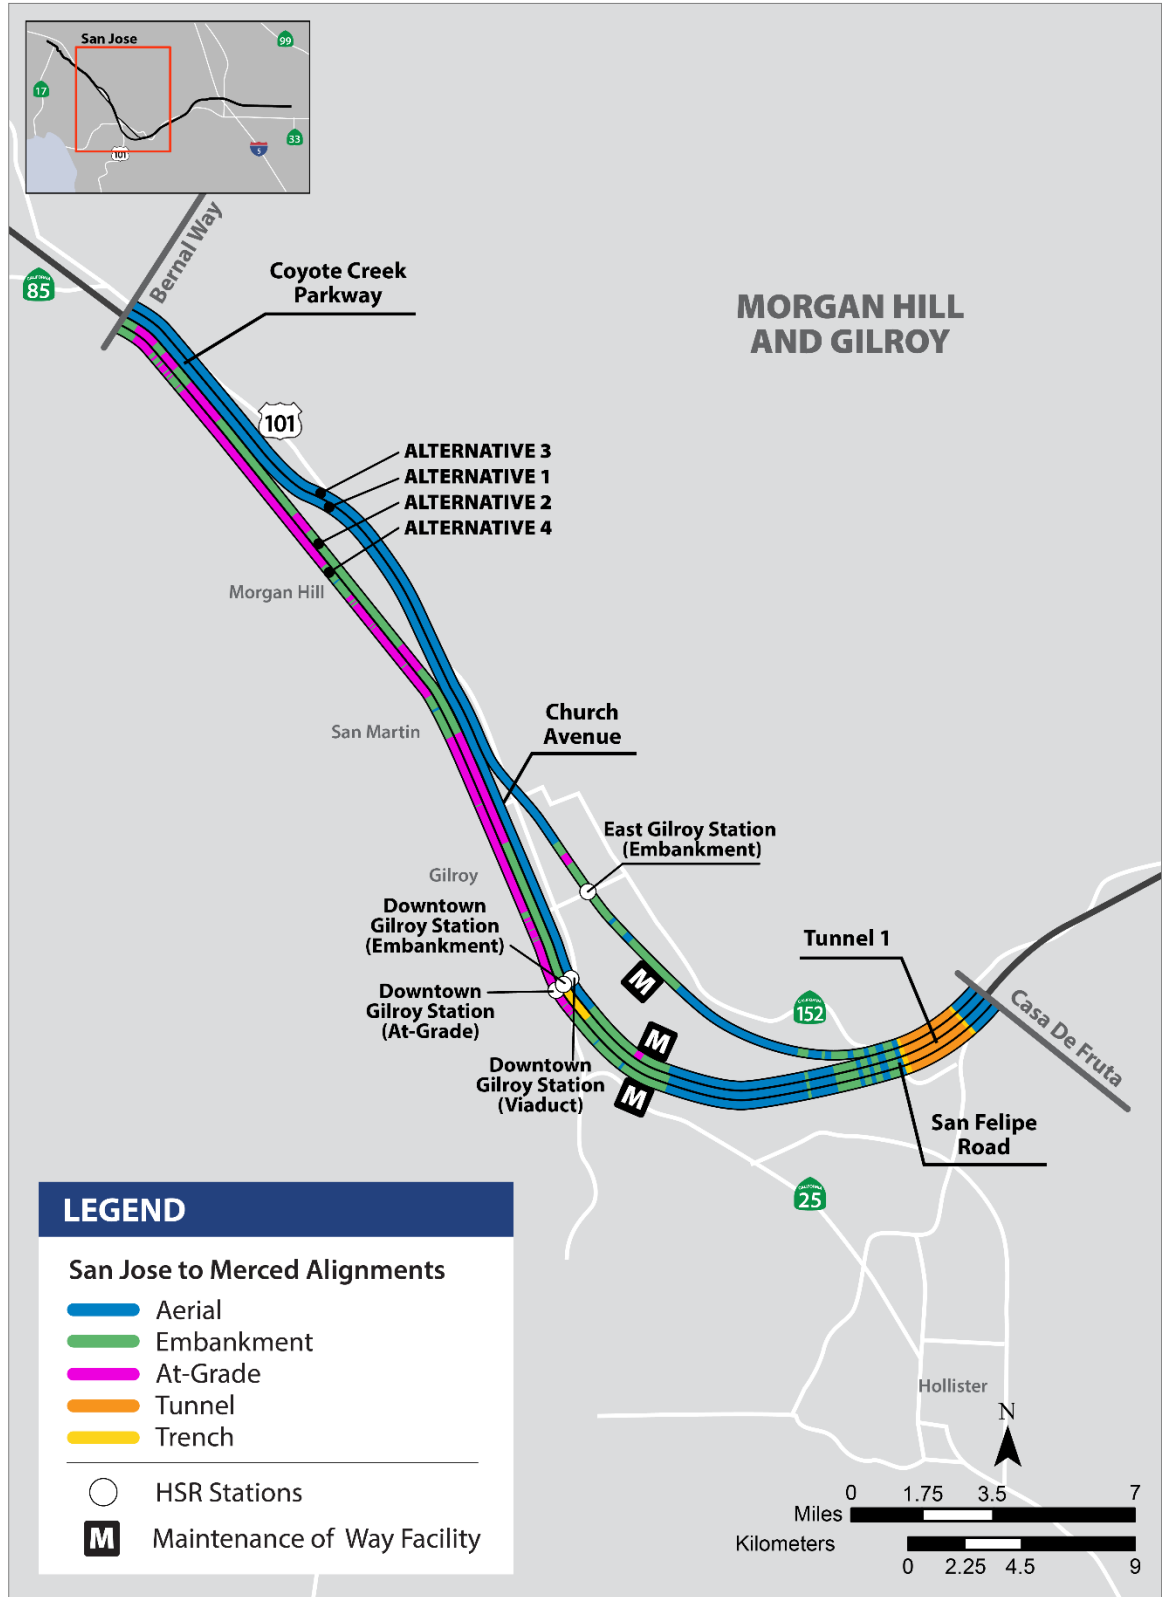 San Jose
99
17
101
5
33
Bernal Way
CALIFORNIA
85
Coyote Creek
Parkway
MORGAN HILL
AND GILROY
101
ALTERNATIVE 3
ALTERNATIVE 1
ALTERNATIVE 2
ALTERNATIVE 4
Morgan Hill
San Martin
Church
Avenue
East Gilroy Station
(Embankment)
Gilroy
Downtown
Gilroy Station
(Embankment)
Downtown
Gilroy Station
(At-Grade)
Downtown
Gilroy Station
(Viaduct)
M
M
M
Tunnel 1
CALIFORNIA
152
Casa De Fruta
San Felipe
Road
CALIFORNIA
25
Hollister
LEGEND
San Jose to Merced Alignments
Aerial
Embankment
At-Grade
Tunnel
Trench
HSR Stations
M Maintenance of Way Facility
N
0 1.75 3.5 7
Miles
Kilometers
0 2.25 4.5 9